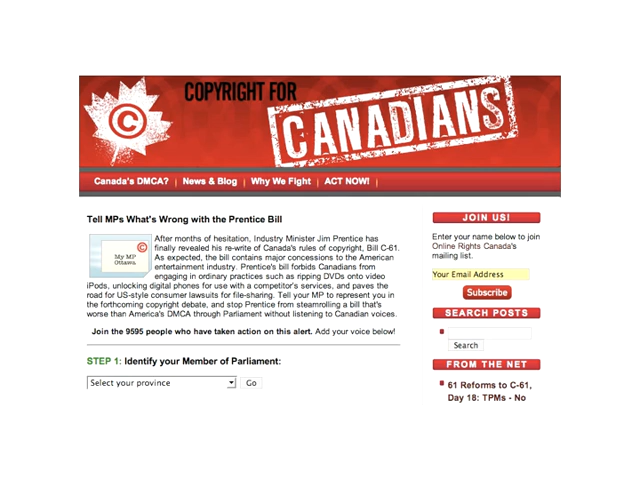 COPYRIGHT FOR
CANADIANS
©
Canada's DMCA? | News & Blog | Why We Fight | ACT NOW! |
Tell MPs What's Wrong with the Prentice Bill
©
My MP
Ottawa
After months of hesitation, Industry Minister Jim Prentice has
finally revealed his re-write of Canada's rules of copyright, Bill C-61.
As expected, the bill contains major concessions to the American
entertainment industry. Prentice's bill forbids Canadians from
engaging in ordinary practices such as ripping DVDs onto video
iPods, unlocking digital phones for use with a competitor's services, and paves the
road for US-style consumer lawsuits for file-sharing. Tell your MP to represent you in
the forthcoming copyright debate, and stop Prentice from steamrolling a bill that's
worse than America's DMCA through Parliament without listening to Canadian voices.
Join the 9595 people who have taken action on this alert. Add your voice below!
STEP 1: Identify your Member of Parliament:
Select your province
Go
JOIN US!
Enter your name below to join
Online Rights Canada's
mailing list.
Your Email Address
Subscribe
SEARCH POSTS
Search
FROM THE NET
61 Reforms to C-61,
Day 18: TPMs - No